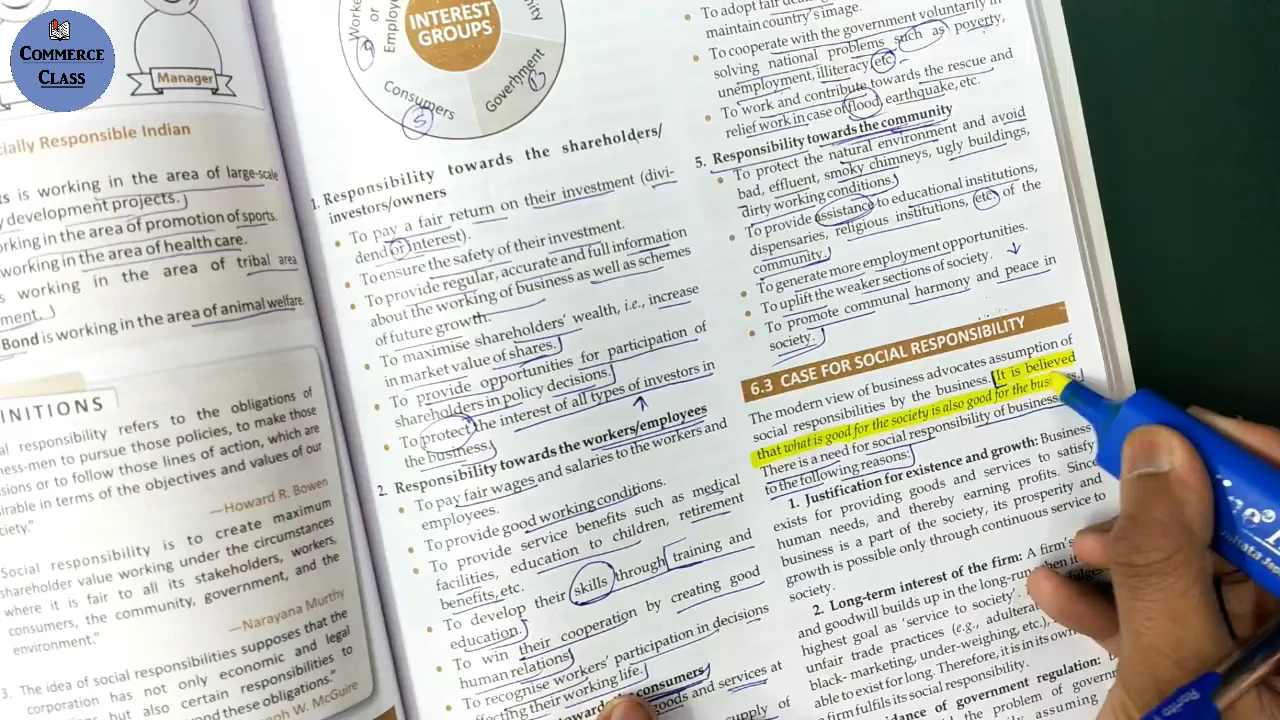 COMMERCE
CLASS
Manager
cially Responsible Indian
is working in the area of large-scale
development projects.
orking in the area of promotion of sports.
working in the area of health care.
working in the area of tribal area
ment.
Bond is working in the area of animal welfare.
INITIONS
al responsibility refers to the obligations
ness-men to pursue those policies, to make those
sions or to follow those lines of action, which are
sirable in terms of the objectives and values of our
ciety."
—Howard R. Bowen
Social responsibility is to create maximum
shareholder value working under the circumstances
where it is fair to all its stakeholders, workers,
consumers, the community, government, and the
environment."
—Narayana Murthy
3. The idea of social responsibilities supposes that the
corporation has not only economic and legal
but also certain responsibilities to
yond these obligations."
ph W. McGuire
INTEREST
GROUPS
Consumers
5
Government
1. Responsibility towards the shareholders/
investors/owners
• To pay a fair return on their investment (divi-
dend or interest).
• To ensure the safety of their investment.
• To provide regular, accurate and full information
about the working of business as well as schemes
of future growth.
• To maximise shareholders' wealth, i.e., increase
in market value of shares.
• To provide opportunities for participation of
shareholders in policy decisions.
• To protect the interest of all types of investors in
the business.
2. Responsibility towards the workers/employees
• To pay fair wages and salaries to the workers and
employees.
• To provide good working conditions.
• To provide service benefits such as medical
facilities, education to children, retirement
benefits, etc.
• To develop their skills through training and
education.
• To win their cooperation by creating good
human relations
• To recognise workers' participation in decisions
affecting their working life.
consumers
goods and services at
supply of
• To adopt fair
maintain country's image.
• To cooperate with the government voluntarily in
solving national problems such as poverty,
unemployment, illiteracy etc.
• To work and contribute towards the rescue and
relief work in case of flood, earthquake, etc.
5. Responsibility towards the community
• To protect the natural environment and avoid
bad, effluent, smoky chimneys, ugly buildings,
dirty working conditions.
• To provide assistance to educational institutions,
dispensaries, religious institutions, etc. of the
community.
• To generate more employment opportunities.
• To uplift the weaker sections of society.
• To promote communal harmony and peace in
society.
6.3 CASE FOR SOCIAL RESPONSIBILITY
The modern view of business advocates assumption of
social responsibilities by the business. It is believed
that what is good for the society is also good for the business.
There is a need for social responsibility of business
to the following reasons:
1. Justification for existence and growth: Business
exists for providing goods and services to satisfy
human needs, and thereby earning profits. Since
business is a part of the society, its prosperity and
growth is possible only through continuous service to
society.
2. Long-term interest of the firm: A firm's
and goodwill builds up in the long-run when it
highest goal as 'service to society'.
unfair trade practices (e.g., adulteration,
black- marketing, under-weighing, etc.),
able to exist for long. Therefore, it is in its own
a firm fulfils its social responsibility.
idance of government regulation:
the problem of
assuming